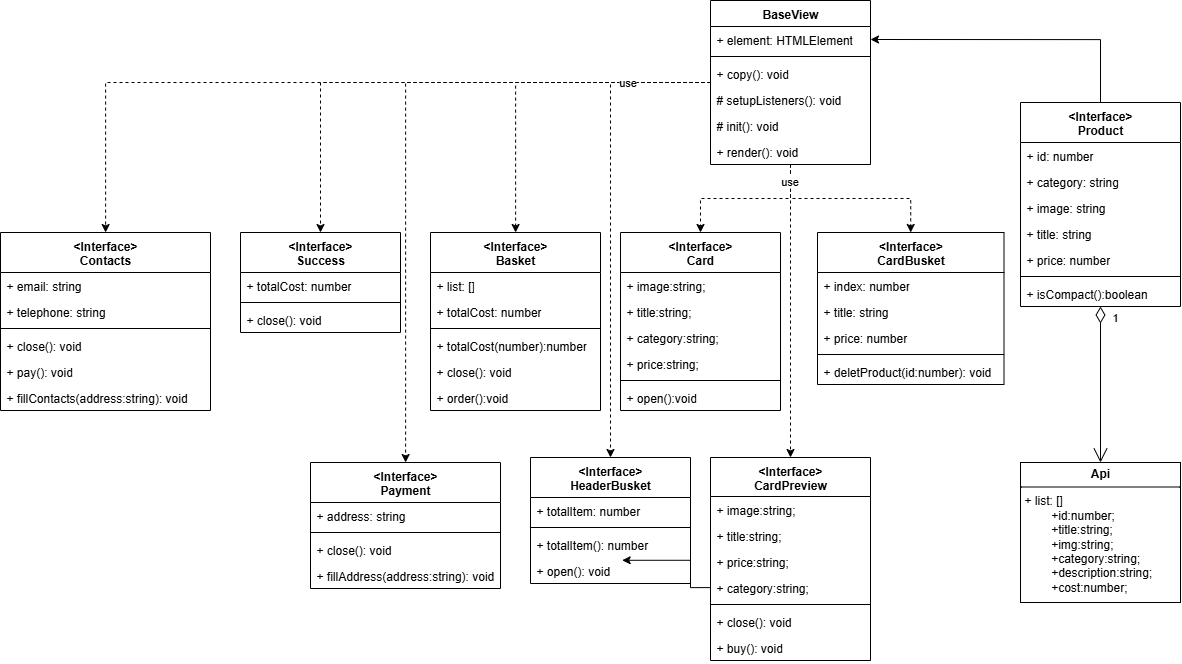 BaseView
+ element: HTMLElement
+ copy(): void
# setupListeners(): void
# init(): void
+ render(): void
use
use
<Interface>
Product
+ id: number
+ category: string
+ image: string
+ title: string
+ price: number
+ isCompact():boolean
1
<Interface>
Contacts
+ email: string
+ telephone: string
+ close(): void
+ pay(): void
+ fillContacts(address:string): void
<Interface>
Success
+ totalCost: number
+ close(): void
<Interface>
Basket
+ list: []
+ totalCost: number
+ totalCost(number):number
+ close(): void
+ order():void
<Interface>
Card
+ image:string;
+ title:string;
+ category:string;
+ price:string;
+ open():void
<Interface>
CardBusket
+ index: number
+ title: string
+ price: number
+ deletProduct(id:number): void
<Interface>
Payment
+ address: string
+ close(): void
+ fillAddress(address:string): void
<Interface>
HeaderBusket
+ totalItem: number
+ totalItem(): number
+ open(): void
<Interface>
CardPreview
+ image:string;
+ title:string;
+ price:string;
+ category:string;
+ close(): void
+ buy(): void
Api
+ list: []
+id:number;
+title:string;
+img:string;
+category:string;
+description:string;
+cost:number;